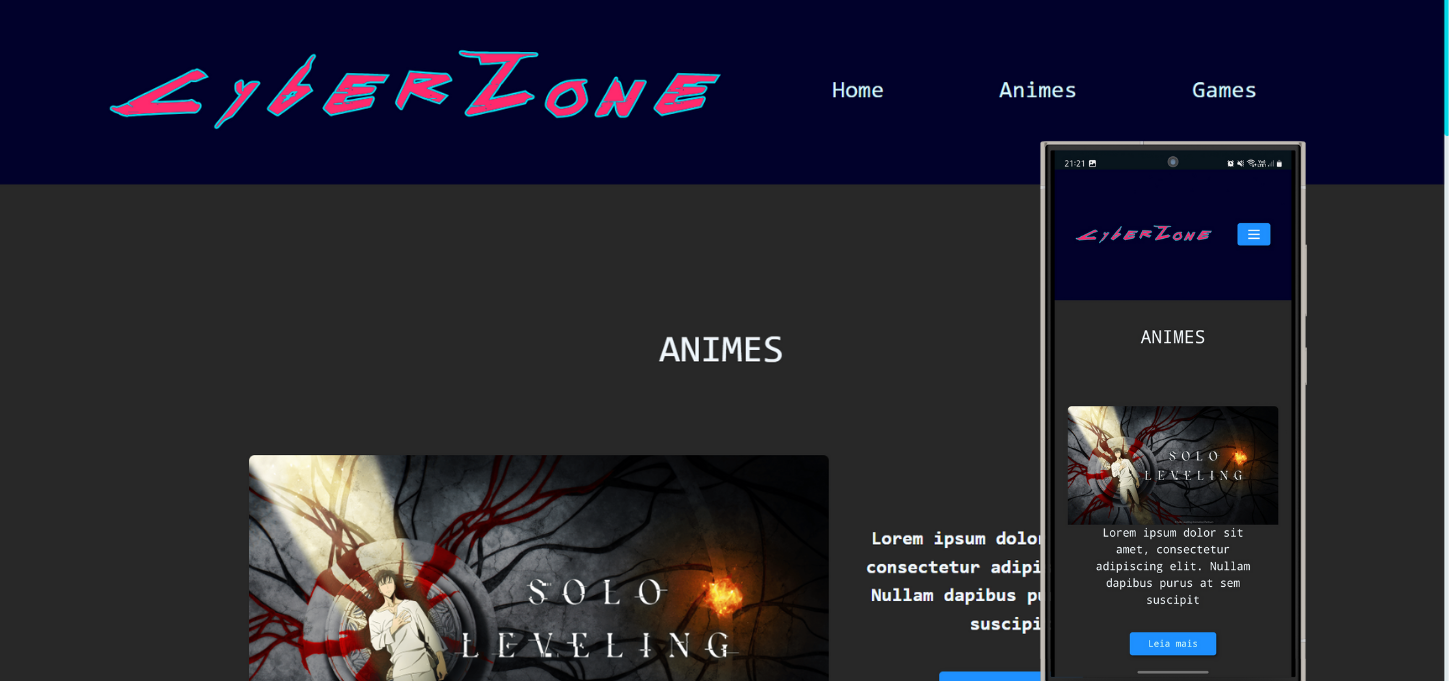 CyberZone
Home
Animes
Games
ANIMES
SOLO
LEVELING
Lorem ipsum dolor
consectetur adipi
Nullam dapibus pu
suscipi
21:21
CyberZone
ANIMES
SOLO
LEVELING
Lorem ipsum dolor sit
amet, consectetur
adipiscing elit. Nullam
dapibus purus at sem
suscipit
Leia mais